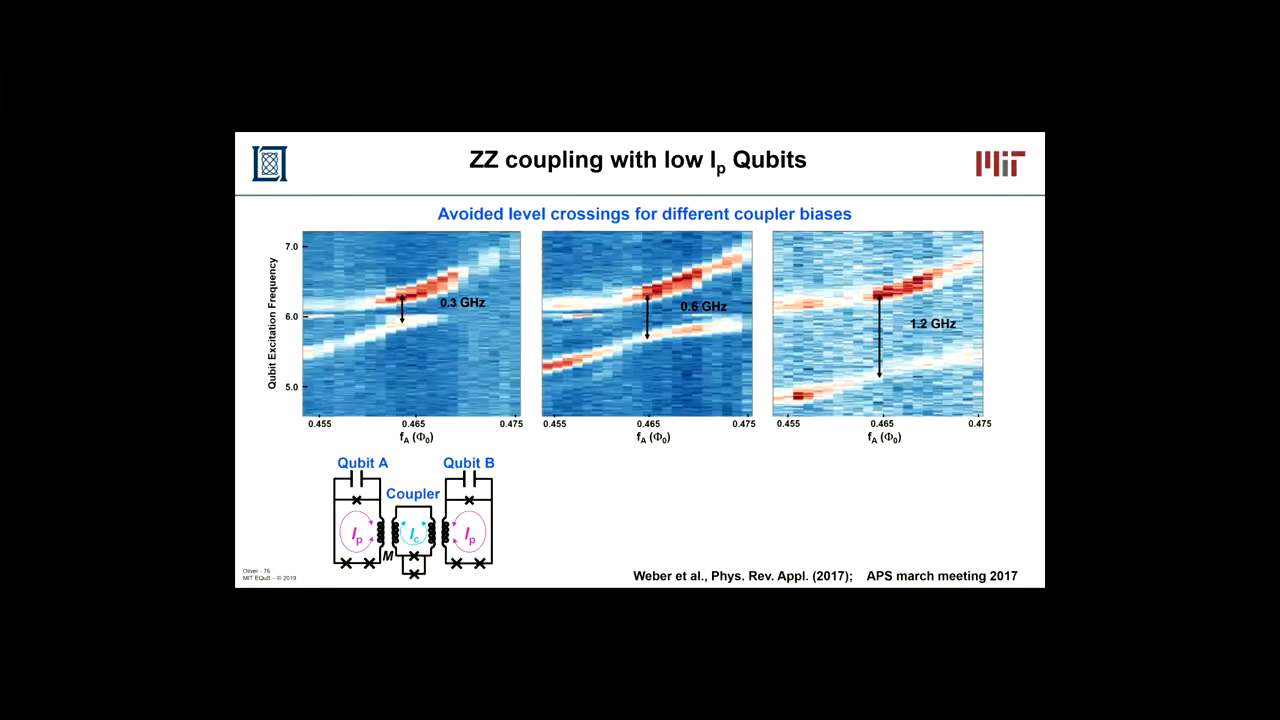 ZZ coupling with low Ip Qubits
MIT
Avoided level crossings for different coupler biases
Qubit Excitation Frequency
7.0
6.0
5.0
0.3 GHz
0.455
0.465
0.475
fA (Φ0)
0.6 GHz
0.455
0.465
0.475
fA (Φ0)
1.2 GHz
0.455
0.465
0.475
fA (Φ0)
Qubit A
Qubit B
Coupler
Ip
Ic
Ip
M
Oliver - 76
MIT EQuS – © 2019
Weber et al., Phys. Rev. Appl. (2017); APS march meeting 2017